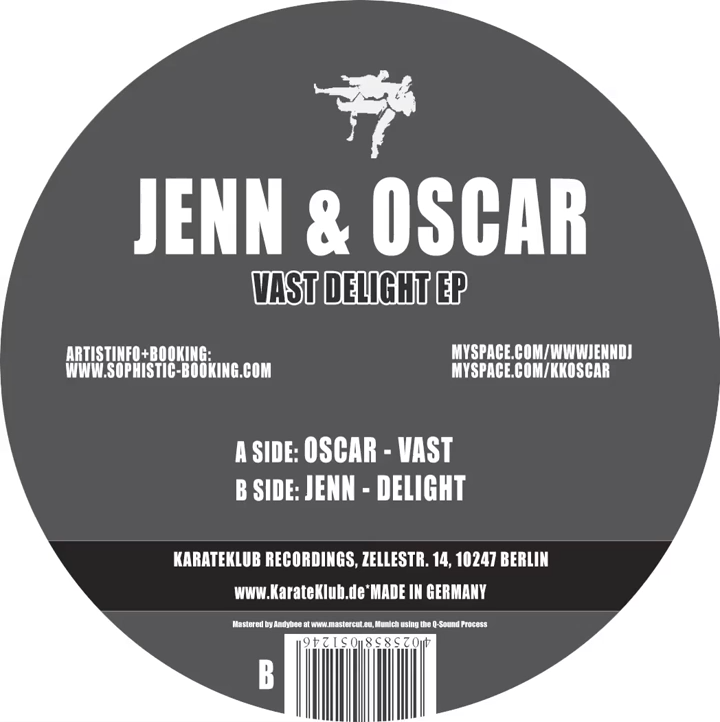 JENN & OSCAR
VAST DELIGHT EP
ARTISTINFO+BOOKING:
WWW.SOPHISTIC-BOOKING.COM
MYSPACE.COM/WWWJENNDJ
MYSPACE.COM/KKOSCAR
A SIDE: OSCAR - VAST
B SIDE: JENN - DELIGHT
KARATEKLUB RECORDINGS, ZELLESTR. 14, 10247 BERLIN
www.KarateKlub.de*MADE IN GERMANY
Mastered by Andybee at www.mastercut.eu, Munich using the Q-Sound Process
4025858051246
B